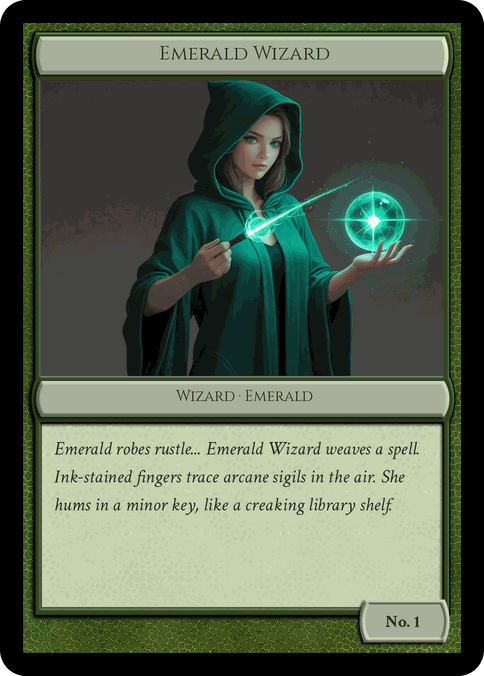 Emerald Wizard
Wizard · Emerald
Emerald robes rustle... Emerald Wizard weaves a spell.
Ink-stained fingers trace arcane sigils in the air. She
hums in a minor key, like a creaking library shelf.
No. 1